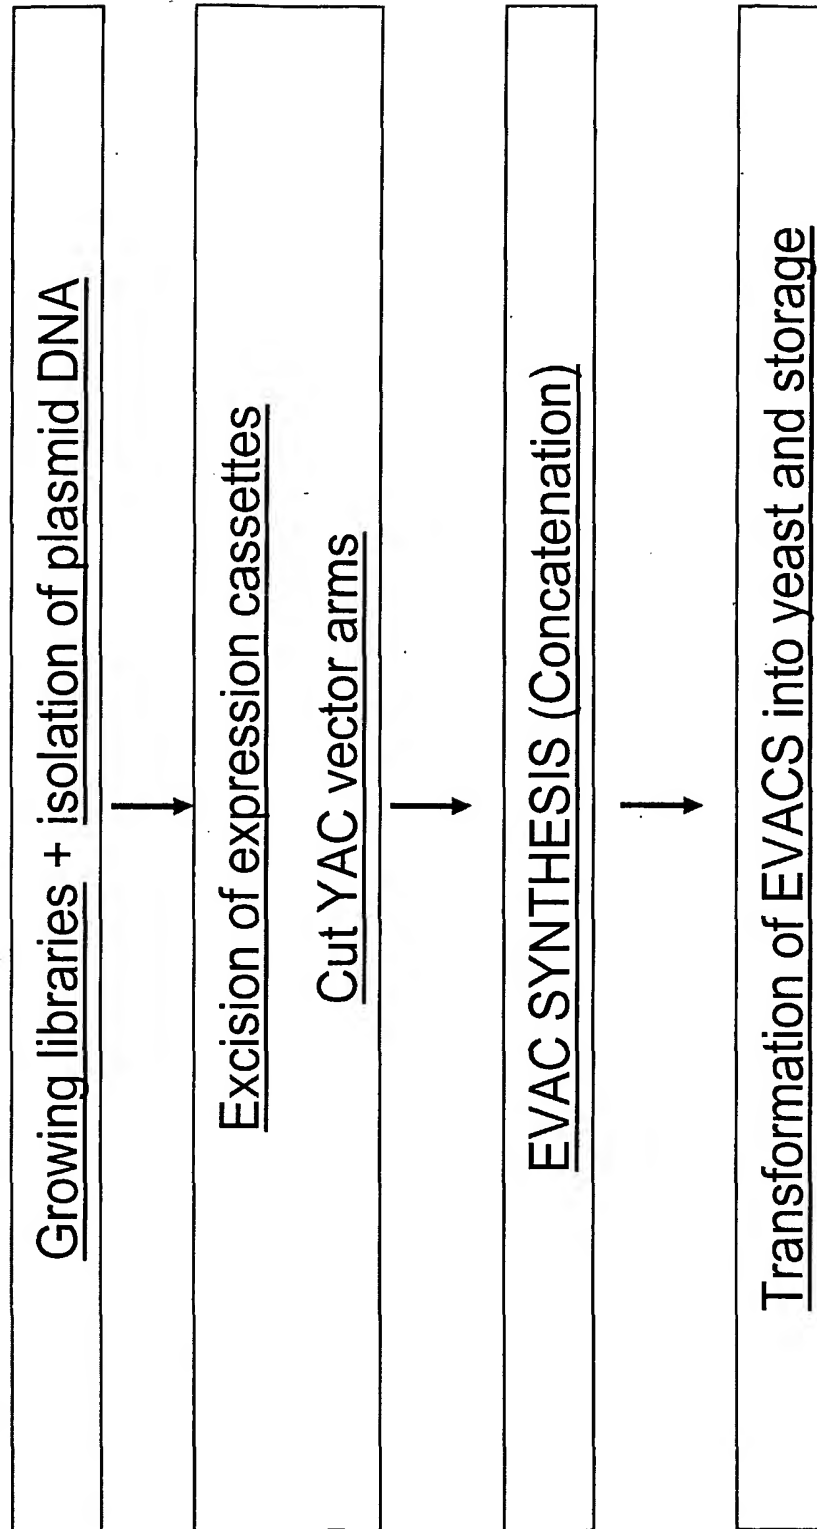 Growing libraries + isolation of plasmid DNA
Excision of expression cassettes
Cut YAC vector arms
EVAC SYNTHESIS (Concatenation)
Transformation of EVACS into yeast and storage